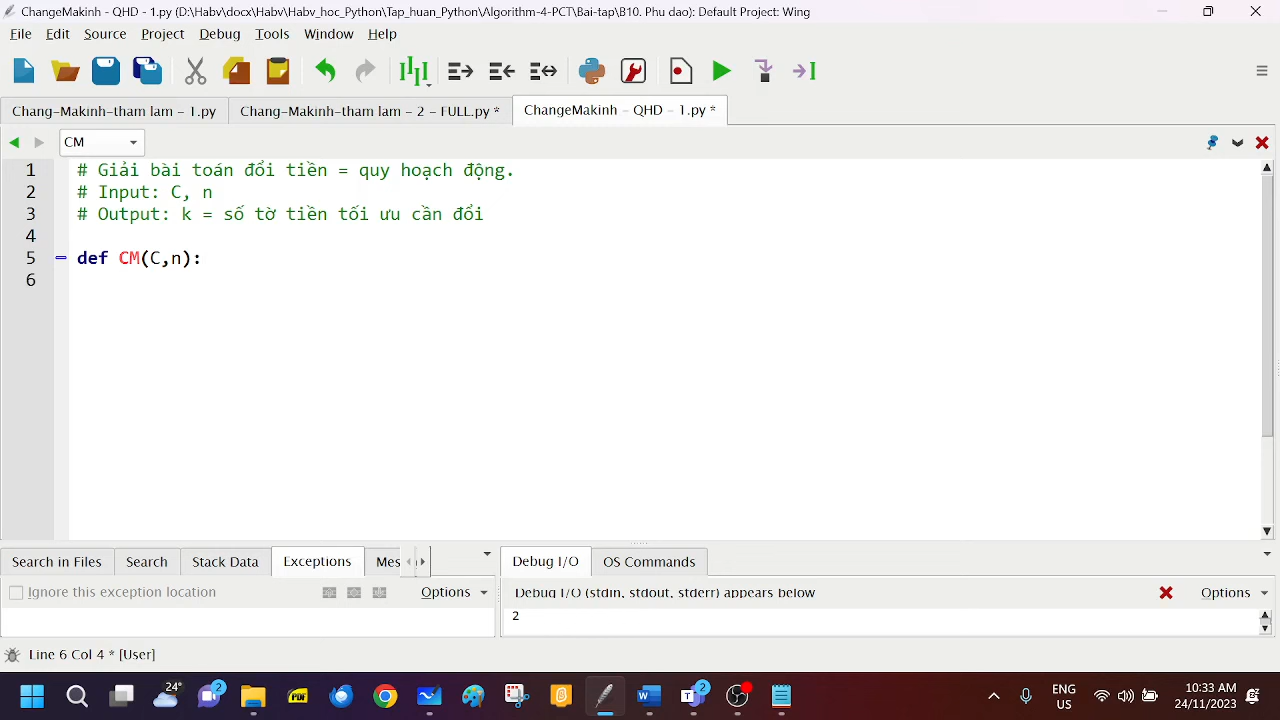 ChangeMakinh - QHD - 1.py (D:\Habv\docx\Habv\Habv_hoc_Python\Tap_huan_Python\Algorithm-4-PCT\Bai-tap\B10. Phu dao): Default Project: Wing
File Edit Source Project Debug Tools Window Help
Chang-Makinh-tham lam - 1.py Chang-Makinh-tham lam - 2 - FULL.py * ChangeMakinh - QHD - 1.py *
CM
1 # Giải bài toán đổi tiền = quy hoạch động.
2 # Input: C, n
3 # Output: k = số tờ tiền tối ưu cần đổi
4
5 def CM(C,n):
6
Search in Files Search Stack Data Exceptions Mes Debug I/O OS Commands
Ignore this exception location Options Debug I/O (stdin, stdout, stderr) appears below Options
2
Line 6 Col 4 * [User]
24° 2 PDF W 2 ENG US 10:33 AM 24/11/2023